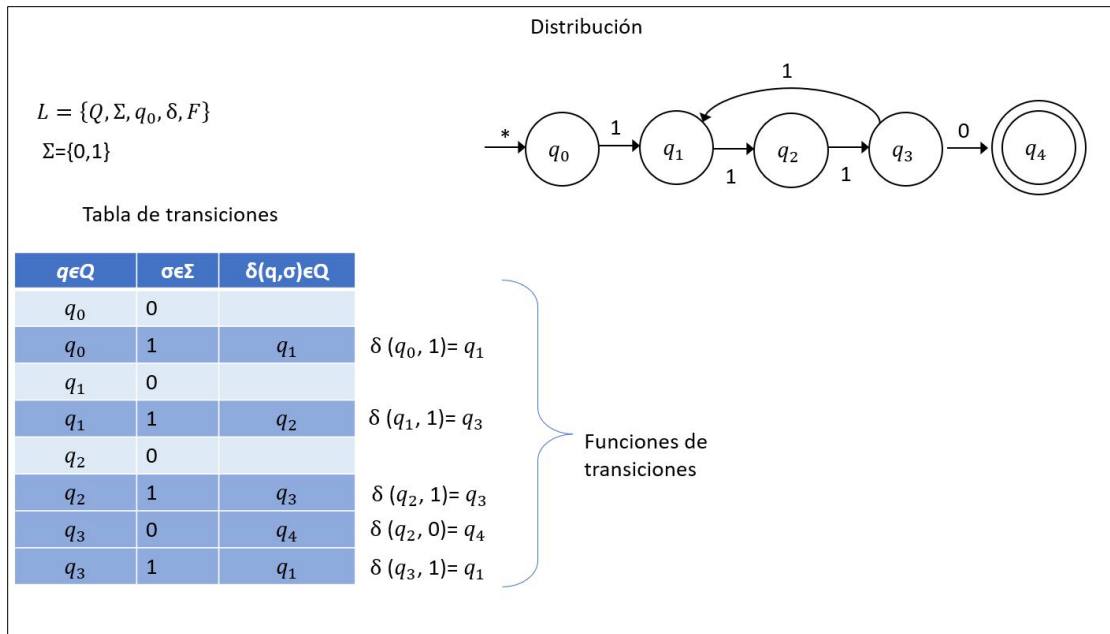 Distribución
L = {Q, Σ, q₀, δ, F}
Σ={0,1}
1
* q₀ 1 q₁ 1 q₂ 1 q₃ 0 q₄
Tabla de transiciones
qϵQ σϵΣ δ(q,σ)ϵQ
q₀ 0
q₀ 1 q₁ δ (q₀, 1)= q₁
q₁ 0
q₁ 1 q₂ δ (q₁, 1)= q₃
q₂ 0
q₂ 1 q₃ δ (q₂, 1)= q₃
q₃ 0 q₄ δ (q₂, 0)= q₄
q₃ 1 q₁ δ (q₃, 1)= q₁
Funciones de
transiciones